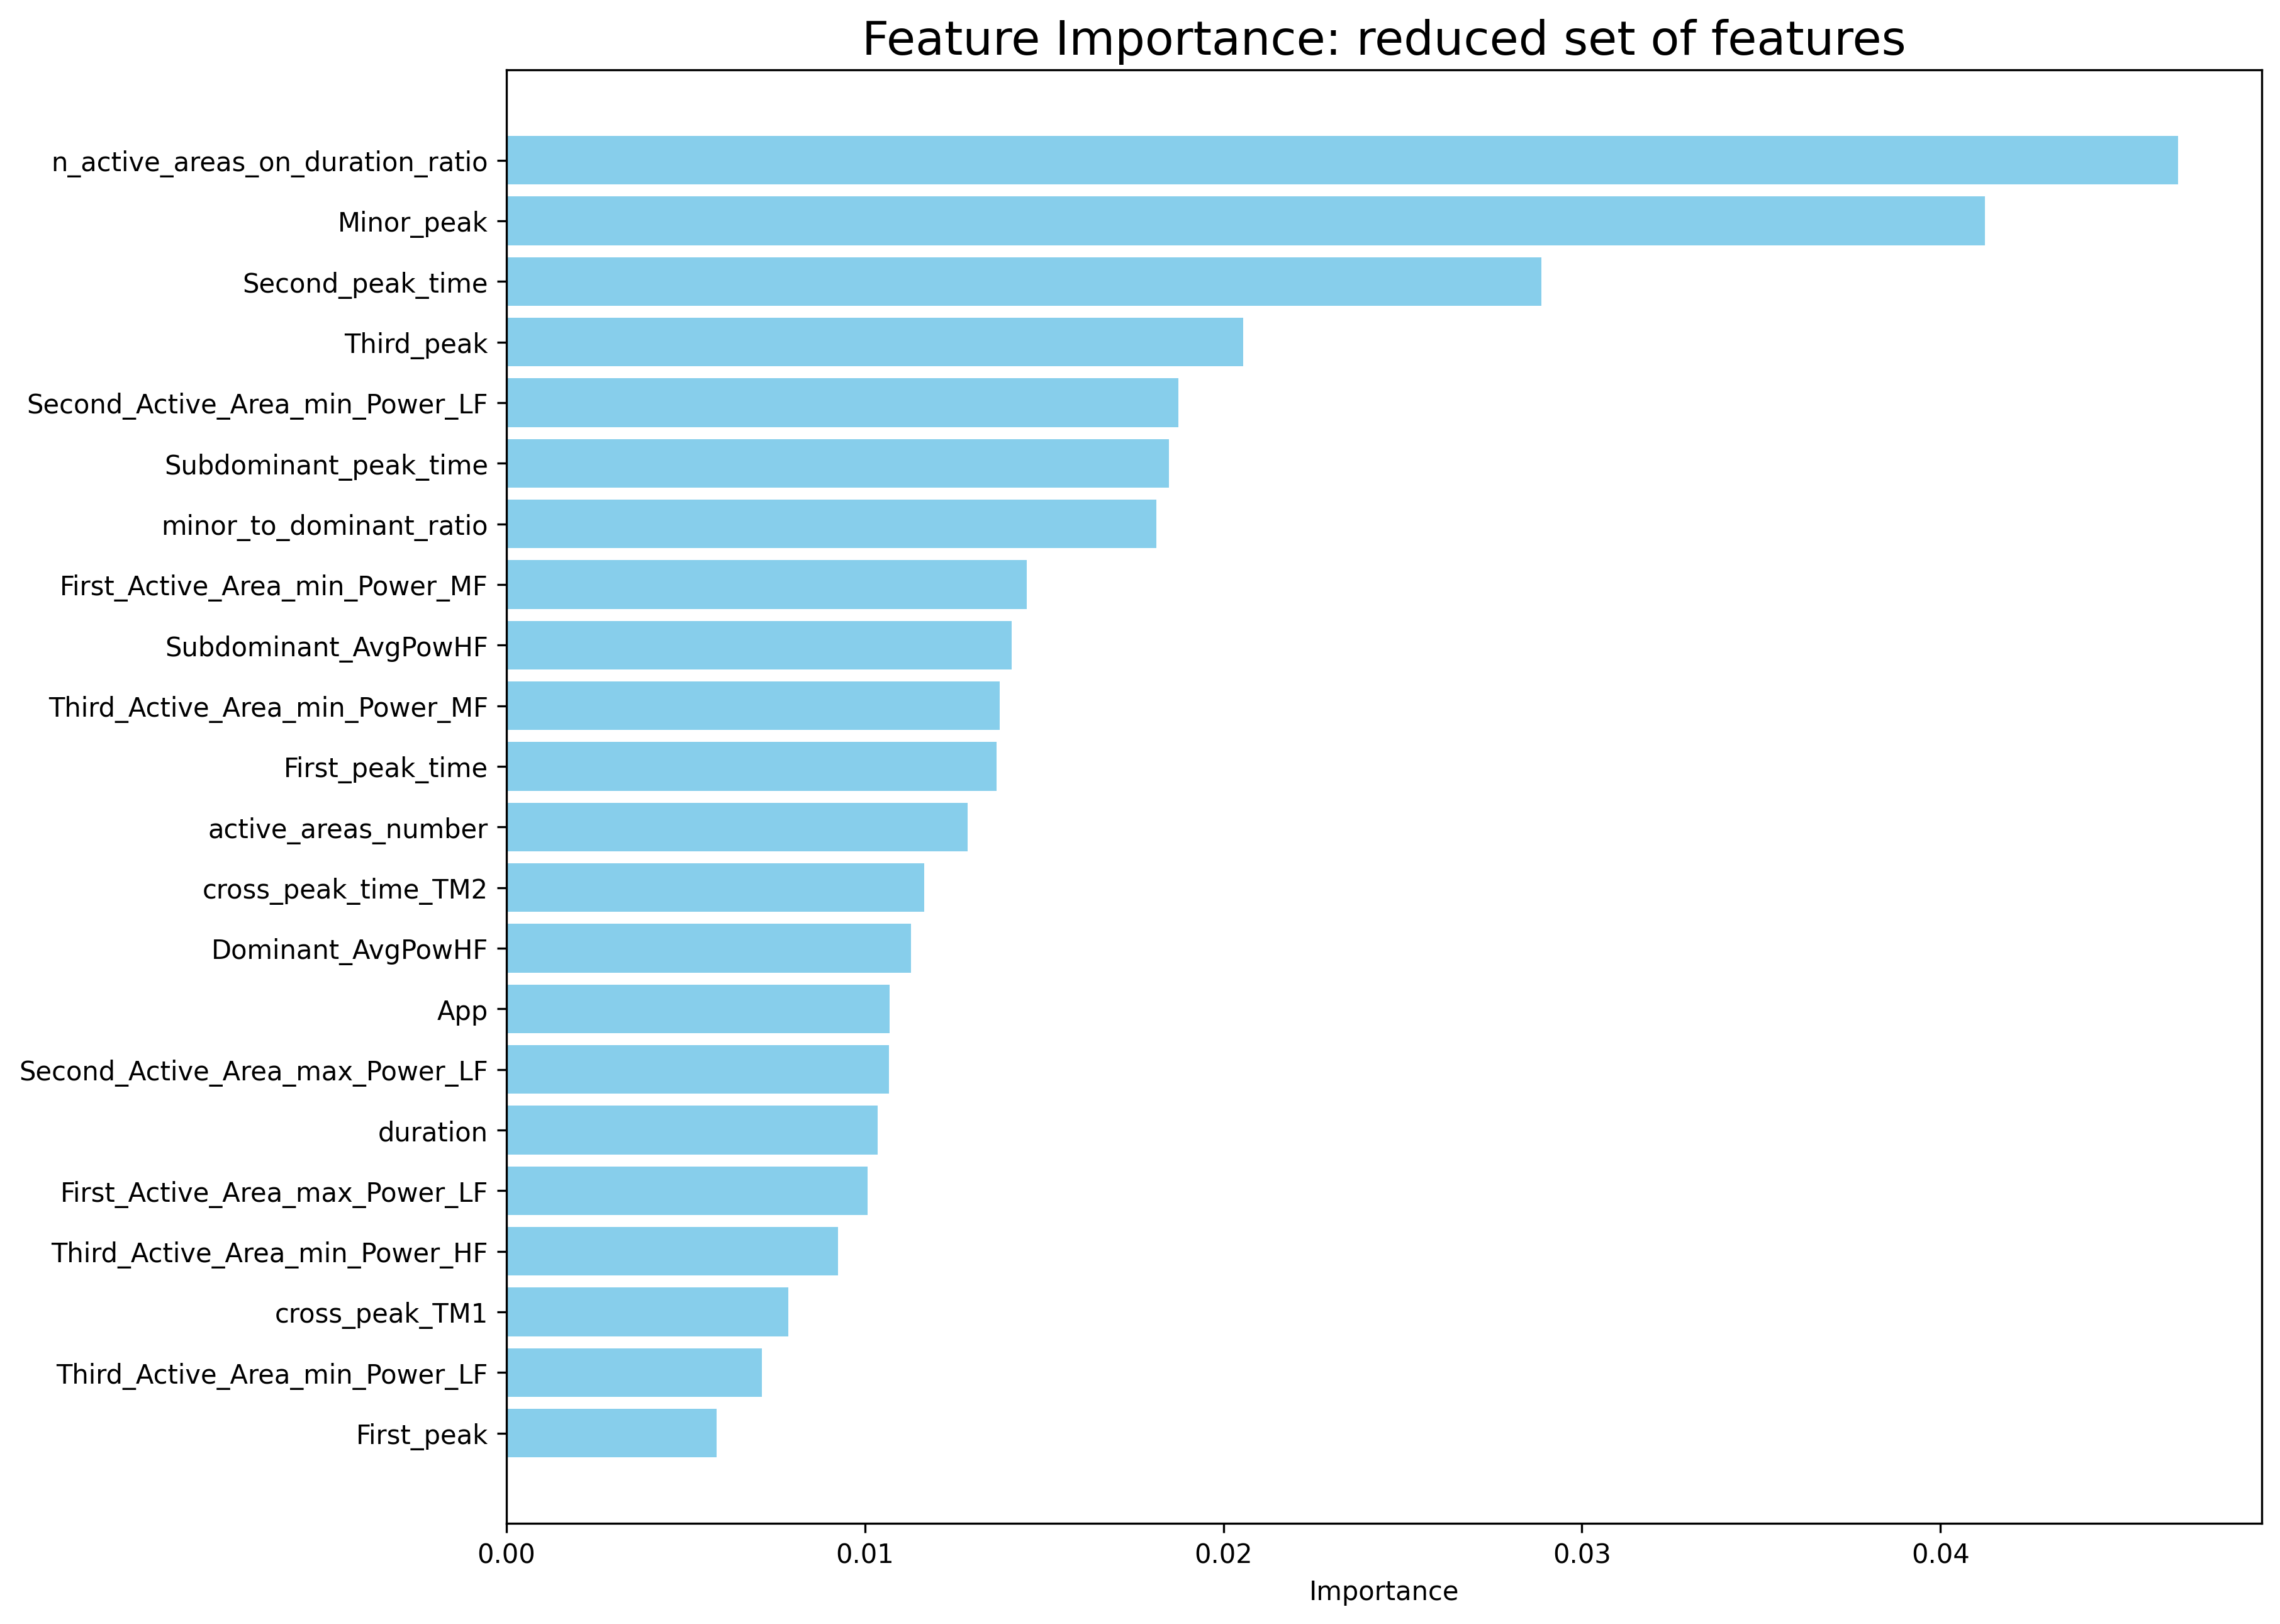 Feature Importance: reduced set of features
n_active_areas_on_duration_ratio
Minor_peak
Second_peak_time
Third_peak
Second_Active_Area_min_Power_LF
Subdominant_peak_time
minor_to_dominant_ratio
First_Active_Area_min_Power_MF
Subdominant_AvgPowHF
Third_Active_Area_min_Power_MF
First_peak_time
active_areas_number
cross_peak_time_TM2
Dominant_AvgPowHF
App
Second_Active_Area_max_Power_LF
duration
First_Active_Area_max_Power_LF
Third_Active_Area_min_Power_HF
cross_peak_TM1
Third_Active_Area_min_Power_LF
First_peak
0.00 0.01 0.02 0.03 0.04
Importance